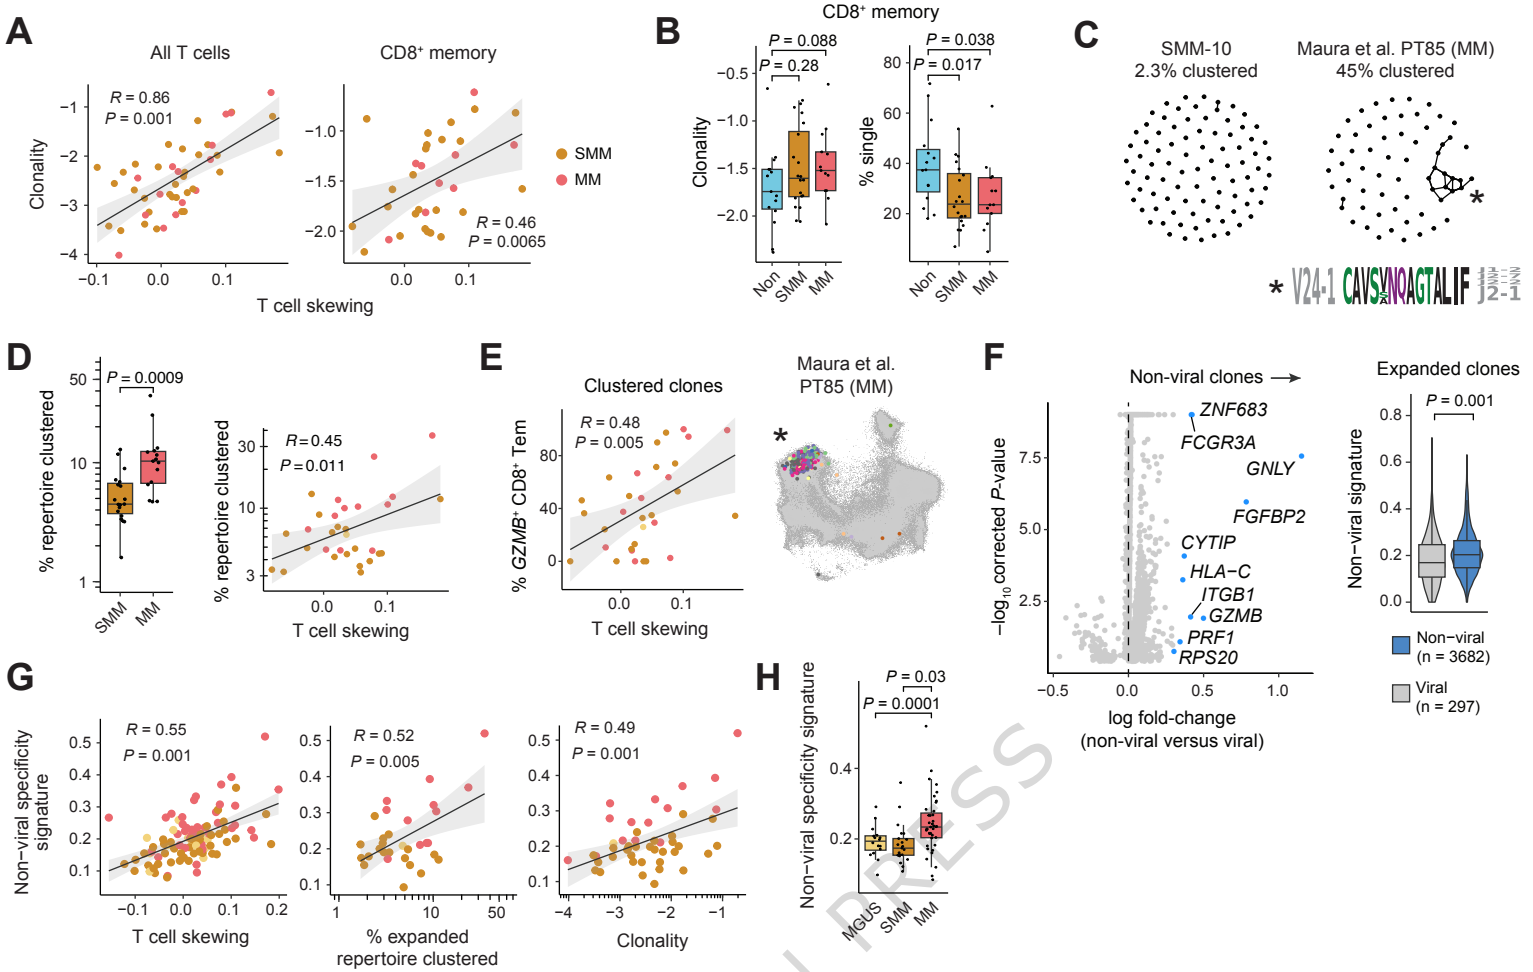 A
All T cells
CD8⁺ memory
R = 0.86
P = 0.001
R = 0.46
P = 0.0065
Clonality
−1
−2
−3
−4
−1.0
−1.5
−2.0
−0.1
0.0
0.1
0.0
0.1
T cell skewing
SMM
MM
B
CD8⁺ memory
P = 0.088
P = 0.28
Clonality
−0.5
−1.0
−1.5
−2.0
Non
SMM
MM
P = 0.038
P = 0.017
% single
80
60
40
20
Non
SMM
MM
C
SMM-10
2.3% clustered
Maura et al. PT85 (MM)
45% clustered
*
* V24-1 CAVSYNQAGTALIF J2-1
D
P = 0.0009
% repertoire clustered
50
10
1
SMM
MM
R = 0.45
P = 0.011
% repertoire clustered
30
10
3
0.0
0.1
T cell skewing
E
Clustered clones
R = 0.48
P = 0.005
% GZMB⁺ CD8⁺ Tem
80
40
0
0.0
0.1
T cell skewing
Maura et al.
PT85 (MM)
*
F
Non-viral clones
ZNF683
FCGR3A
GNLY
FGFBP2
CYTIP
HLA−C
ITGB1
GZMB
PRF1
RPS20
−log₁₀ corrected P-value
7.5
5.0
2.5
−0.5
0.0
0.5
1.0
log fold-change
(non-viral versus viral)
Expanded clones
P = 0.001
Non-viral signature
0.8
0.6
0.4
0.2
0.0
Non-viral
(n = 3682)
Viral
(n = 297)
G
Non-viral specificity
signature
R = 0.55
P = 0.001
0.5
0.4
0.3
0.2
0.1
−0.1
0.0
0.1
0.2
T cell skewing
R = 0.52
P = 0.005
0.5
0.4
0.3
0.2
0.1
1
10
50
% expanded
repertoire clustered
R = 0.49
P = 0.001
0.5
0.4
0.3
0.2
0.1
−4
−3
−2
−1
Clonality
H
Non−viral specificity signature
P = 0.03
P = 0.0001
0.4
0.2
MGUS
SMM
MM
PRESS